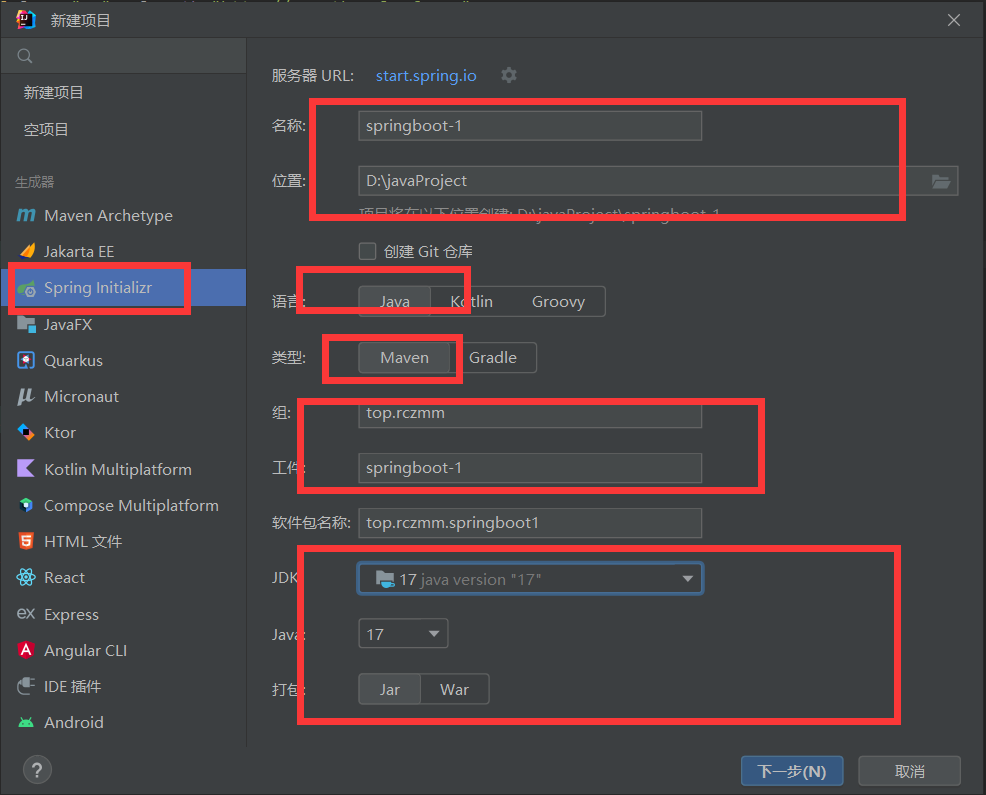 新建项目
新建项目
空项目
生成器
Maven Archetype
Jakarta EE
Spring Initializr
JavaFX
Quarkus
Micronaut
Ktor
Kotlin Multiplatform
Compose Multiplatform
HTML 文件
React
Express
Angular CLI
IDE 插件
Android
服务器 URL: start.spring.io
名称: springboot-1
位置: D:\javaProject
项目将在以下位置创建: D:\javaProject\springboot-1
创建 Git 仓库
语言: Java Kotlin Groovy
类型: Maven Gradle
组: top.rczmm
工件: springboot-1
软件包名称: top.rczmm.springboot1
JDK 17 java version "17"
Java: 17
打包: Jar War
? 下一步(N) 取消